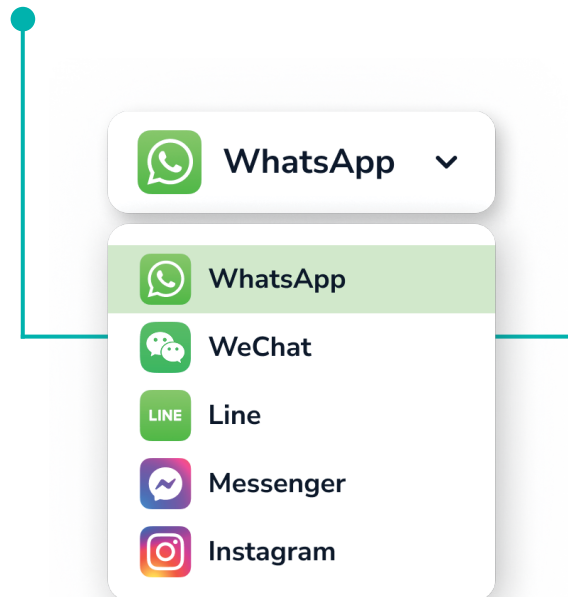 WhatsApp
WhatsApp
WeChat
LINE Line
Messenger
Instagram